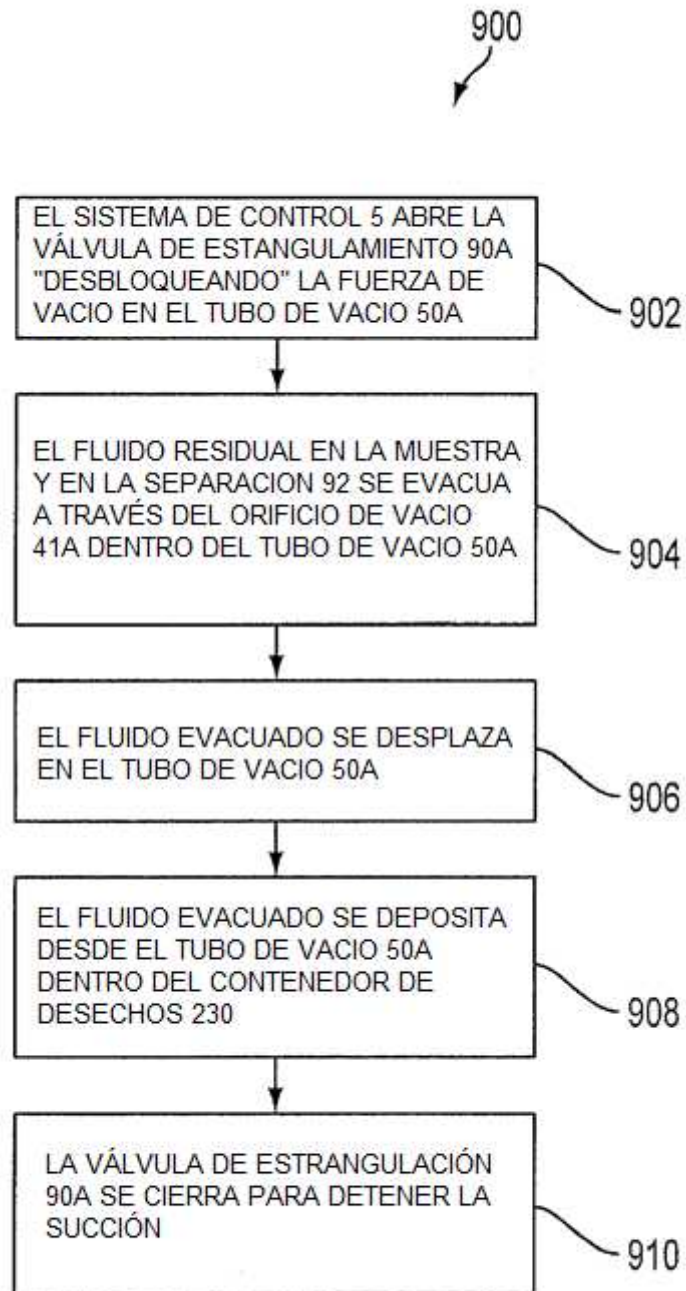 900
EL SISTEMA DE CONTROL 5 ABRE LA
VÁLVULA DE ESTANGULAMIENTO 90A
"DESBLOQUEANDO" LA FUERZA DE
VACIO EN EL TUBO DE VACIO 50A
902
EL FLUIDO RESIDUAL EN LA MUESTRA
Y EN LA SEPARACION 92 SE EVACUA
A TRAVÉS DEL ORIFICIO DE VACIO
41A DENTRO DEL TUBO DE VACIO 50A
904
EL FLUIDO EVACUADO SE DESPLAZA
EN EL TUBO DE VACIO 50A
906
EL FLUIDO EVACUADO SE DEPOSITA
DESDE EL TUBO DE VACIO 50A
DENTRO DEL CONTENEDOR DE
DESECHOS 230
908
LA VÁLVULA DE ESTRANGULACIÓN
90A SE CIERRA PARA DETENER LA
SUCCIÓN
910